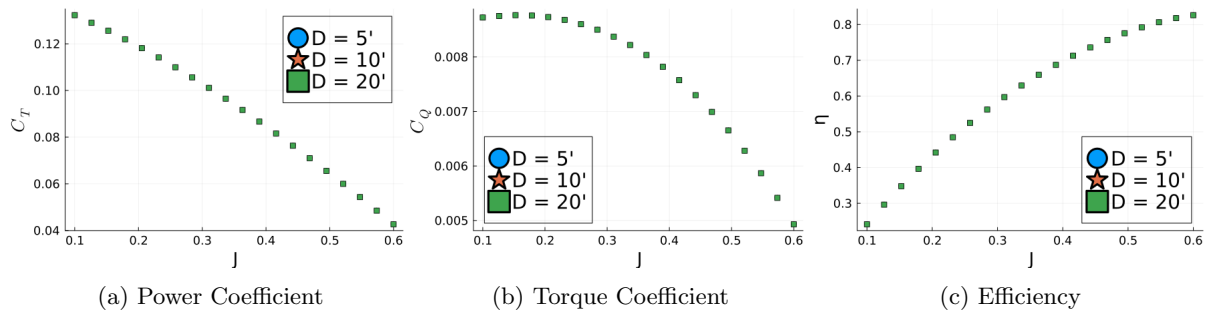 0.12
0.10
0.08
0.06
0.04
C_T
0.1 0.2 0.3 0.4 0.5 0.6
J
D = 5'
D = 10'
D = 20'
(a) Power Coefficient
0.008
0.007
0.006
0.005
C_Q
0.1 0.2 0.3 0.4 0.5 0.6
J
D = 5'
D = 10'
D = 20'
(b) Torque Coefficient
0.8
0.7
0.6
0.5
0.4
0.3
η
0.1 0.2 0.3 0.4 0.5 0.6
J
D = 5'
D = 10'
D = 20'
(c) Efficiency